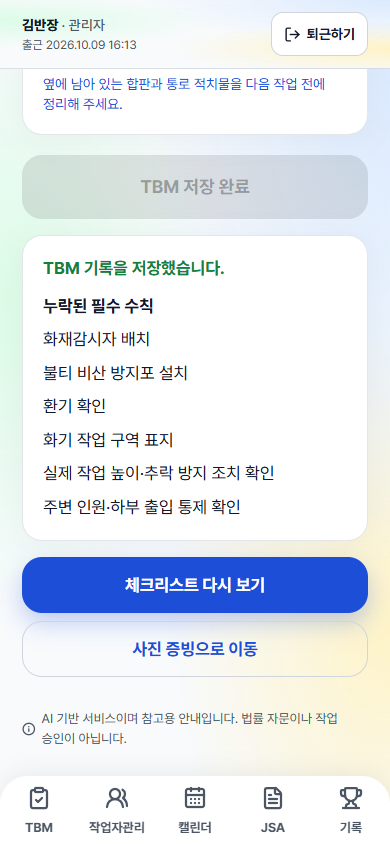 김반장 · 관리자
출근 2026.10.09 16:13
퇴근하기
옆에 남아 있는 합판과 통로 적치물을 다음 작업 전에
정리해 주세요.
TBM 저장 완료
TBM 기록을 저장했습니다.
누락된 필수 수칙
화재감시자 배치
불티 비산 방지포 설치
환기 확인
화기 작업 구역 표지
실제 작업 높이·추락 방지 조치 확인
주변 인원·하부 출입 통제 확인
체크리스트 다시 보기
사진 증빙으로 이동
AI 기반 서비스이며 참고용 안내입니다. 법률 자문이나 작업
승인이 아닙니다.
TBM
작업자관리
캘린더
JSA
기록